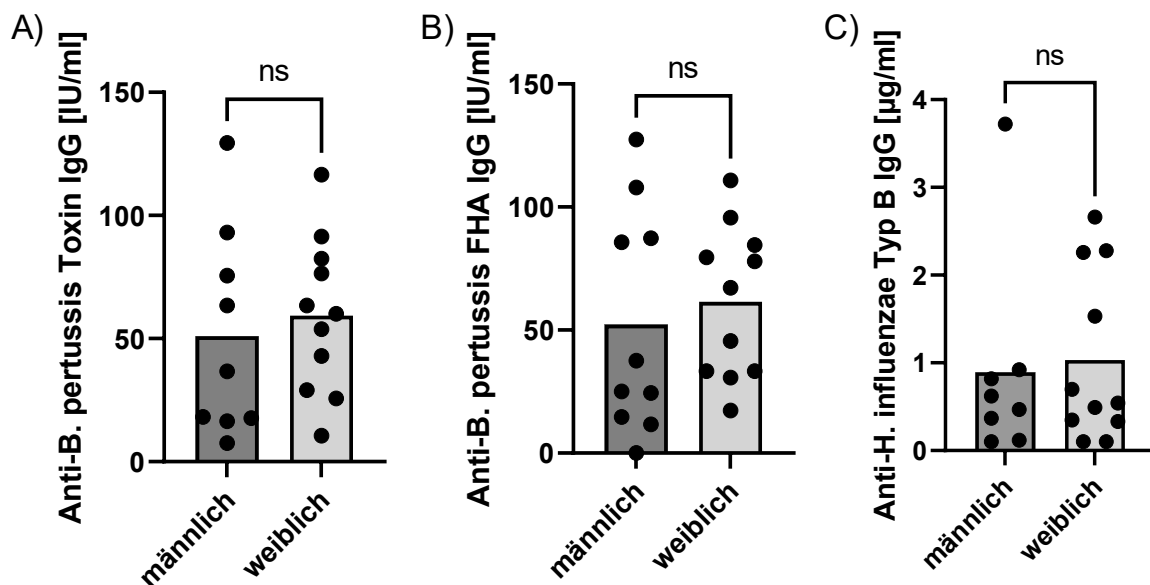 A)
Anti-B. pertussis Toxin IgG [IU/ml]
150
100
50
0
ns
männlich
weiblich
B)
Anti-B. pertussis FHA IgG [IU/ml]
150
100
50
0
ns
männlich
weiblich
C)
Anti-H. influenzae Typ B IgG [µg/ml]
4
3
2
1
0
ns
männlich
weiblich